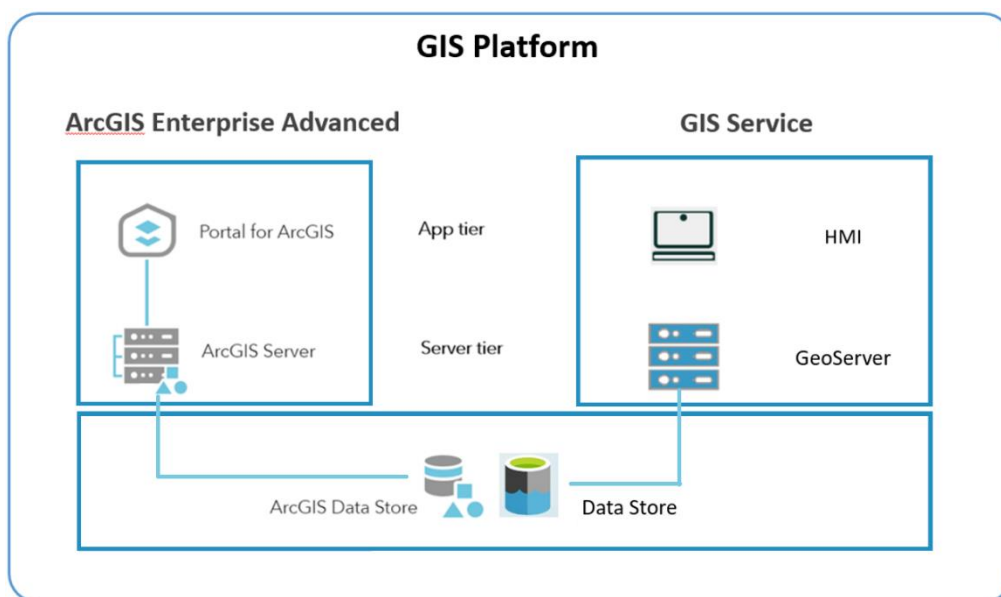 GIS Platform
ArcGIS Enterprise Advanced
GIS Service
Portal for ArcGIS
App tier
HMI
ArcGIS Server
Server tier
GeoServer
ArcGIS Data Store
Data Store